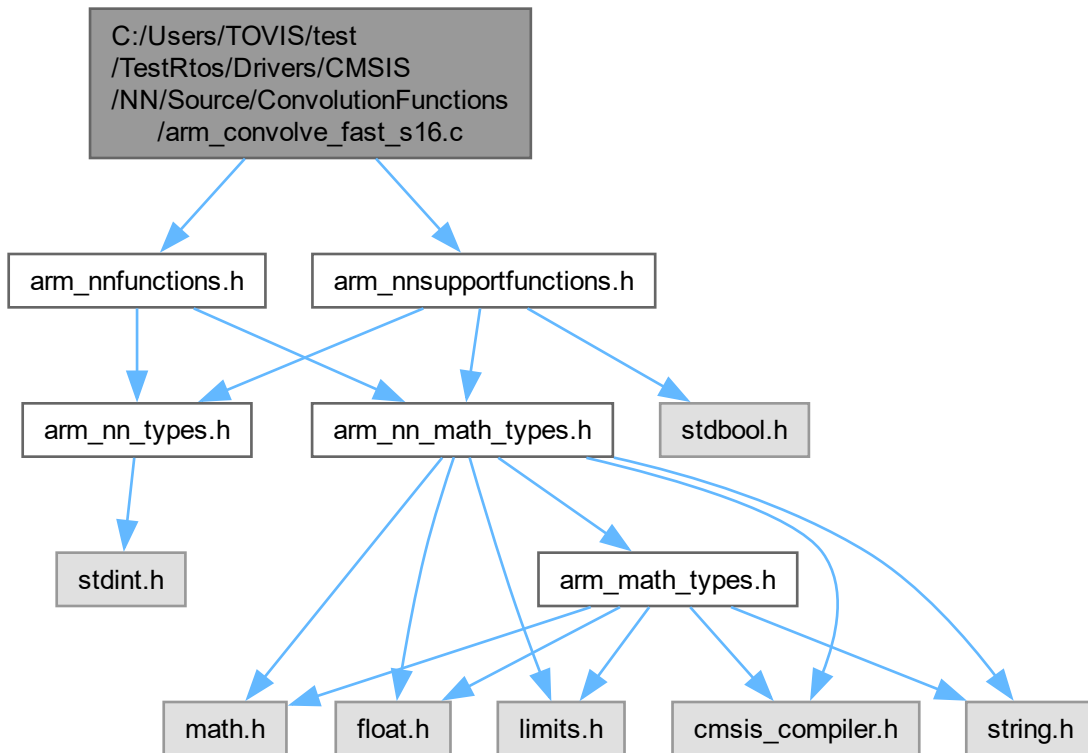 C:/Users/TOVIS/test
/TestRtos/Drivers/CMSIS
/NN/Source/ConvolutionFunctions
/arm_convolve_fast_s16.c
arm_nnfunctions.h
arm_nnsupportfunctions.h
arm_nn_types.h
arm_nn_math_types.h
stdbool.h
stdint.h
arm_math_types.h
math.h
float.h
limits.h
cmsis_compiler.h
string.h